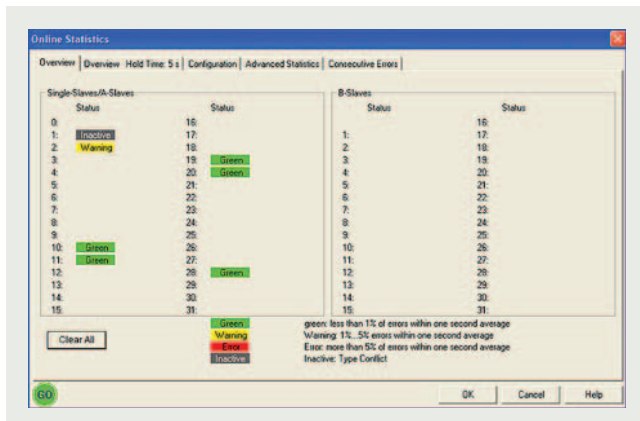 Online Statistics
Overview Overview Hold Time: 5 s Configuration Advanced Statistics Consecutive Errors
Single-Slaves/A-Slaves B-Slaves
Status Status Status Status
0: 16: 16:
1: Inactive 17: 1: 17:
2: Warning 18: 2: 18:
3: 19: Green 3: 19:
4: 20: Green 4: 20:
5: 21: 5: 21:
6: 22: 6: 22:
7: 23: 7: 23:
8: 24: 8: 24:
9: 25: 9: 25:
10: Green 26: 10: 26:
11: Green 27: 11: 27:
12: 28: Green 12: 28:
13: 29: 13: 29:
14: 30: 14: 30:
15: 31: 15: 31:
Clear All
Green green: less than 1% of errors within one second average
Warning Warning: 1%...5% errors within one second average
Error Error: more than 5% of errors within one second average
Inactive Inactive: Type Conflict
GO OK Cancel Help